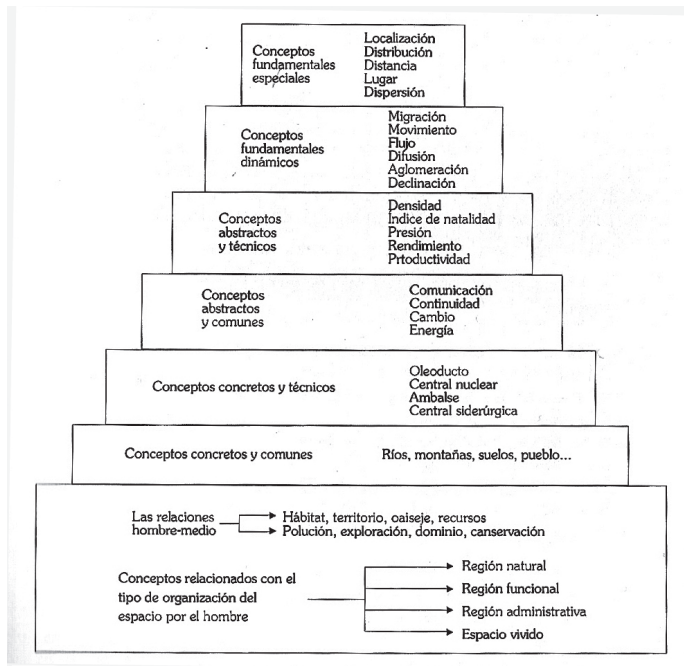 Conceptos
fundamentales
especiales
Localización
Distribución
Distancia
Lugar
Dispersión
Conceptos
fundamentales
dinámicos
Migración
Movimiento
Flujo
Difusión
Aglomeración
Declinación
Conceptos
abstractos
y técnicos
Densidad
Índice de natalidad
Presión
Rendimiento
Prtoductividad
Conceptos
abstractos
y comunes
Comunicación
Continuidad
Cambio
Energía
Conceptos concretos y técnicos
Oleoducto
Central nuclear
Ambalse
Central siderúrgica
Conceptos concretos y comunes
Ríos, montañas, suelos, pueblo...
Las relaciones
hombre-medio
Hábitat, territorio, oaiseje, recursos
Polución, exploración, dominio, canservación
Conceptos relacionados con el
tipo de organización del
espacio por el hombre
Región natural
Región funcional
Región administrativa
Espacio vivido